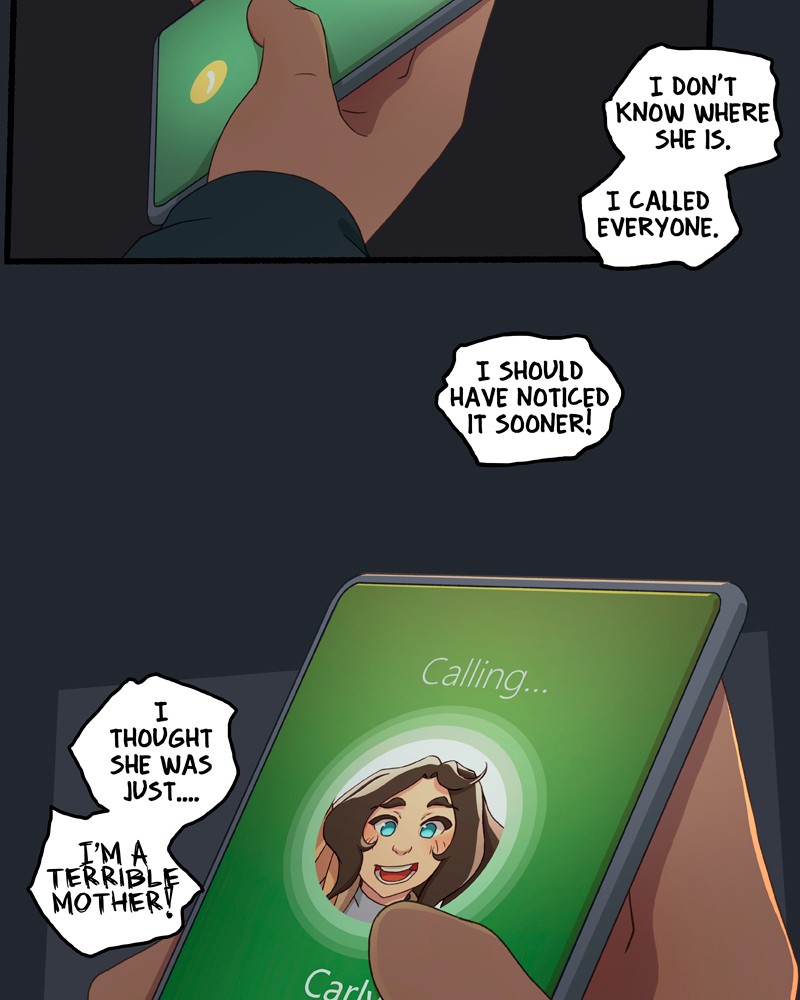 I DON'T
KNOW WHERE
SHE IS.
I CALLED
EVERYONE.
I SHOULD
HAVE NOTICED
IT SOONER!
Calling...
I
THOUGHT
SHE WAS
JUST....
I'M A
TERRIBLE
MOTHER!
Carly